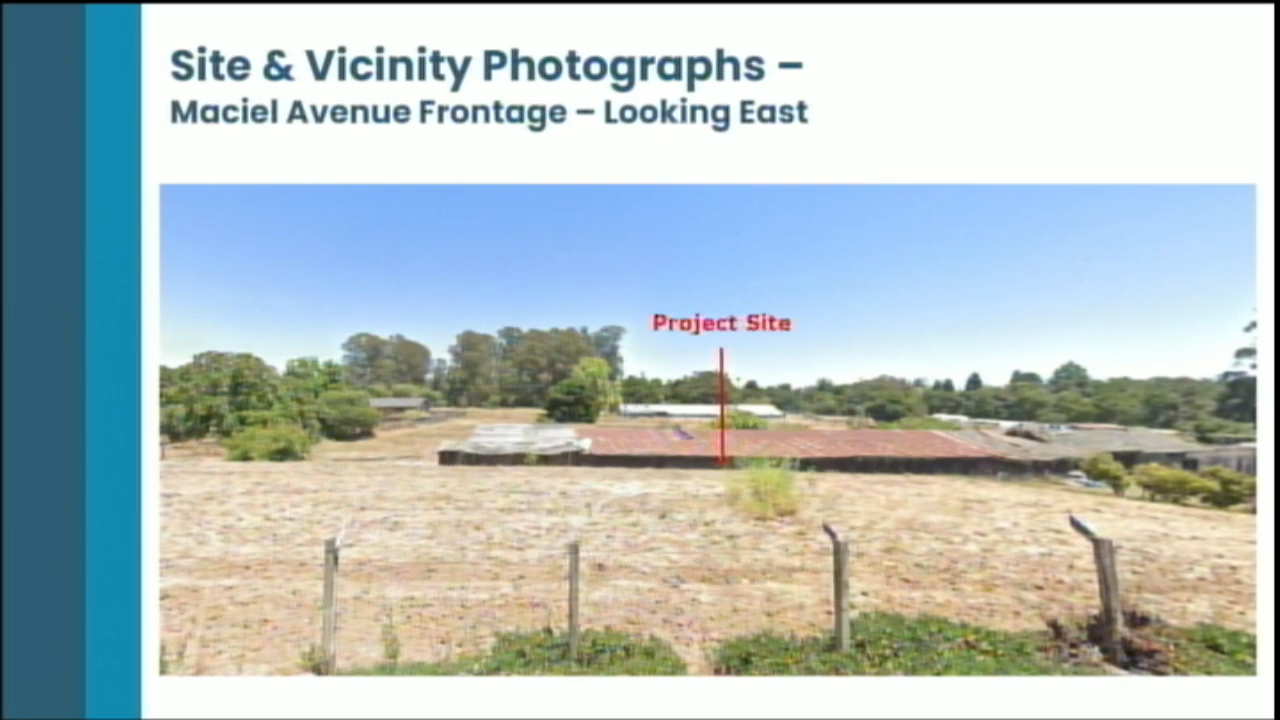 Site & Vicinity Photographs –
Maciel Avenue Frontage – Looking East
Project Site